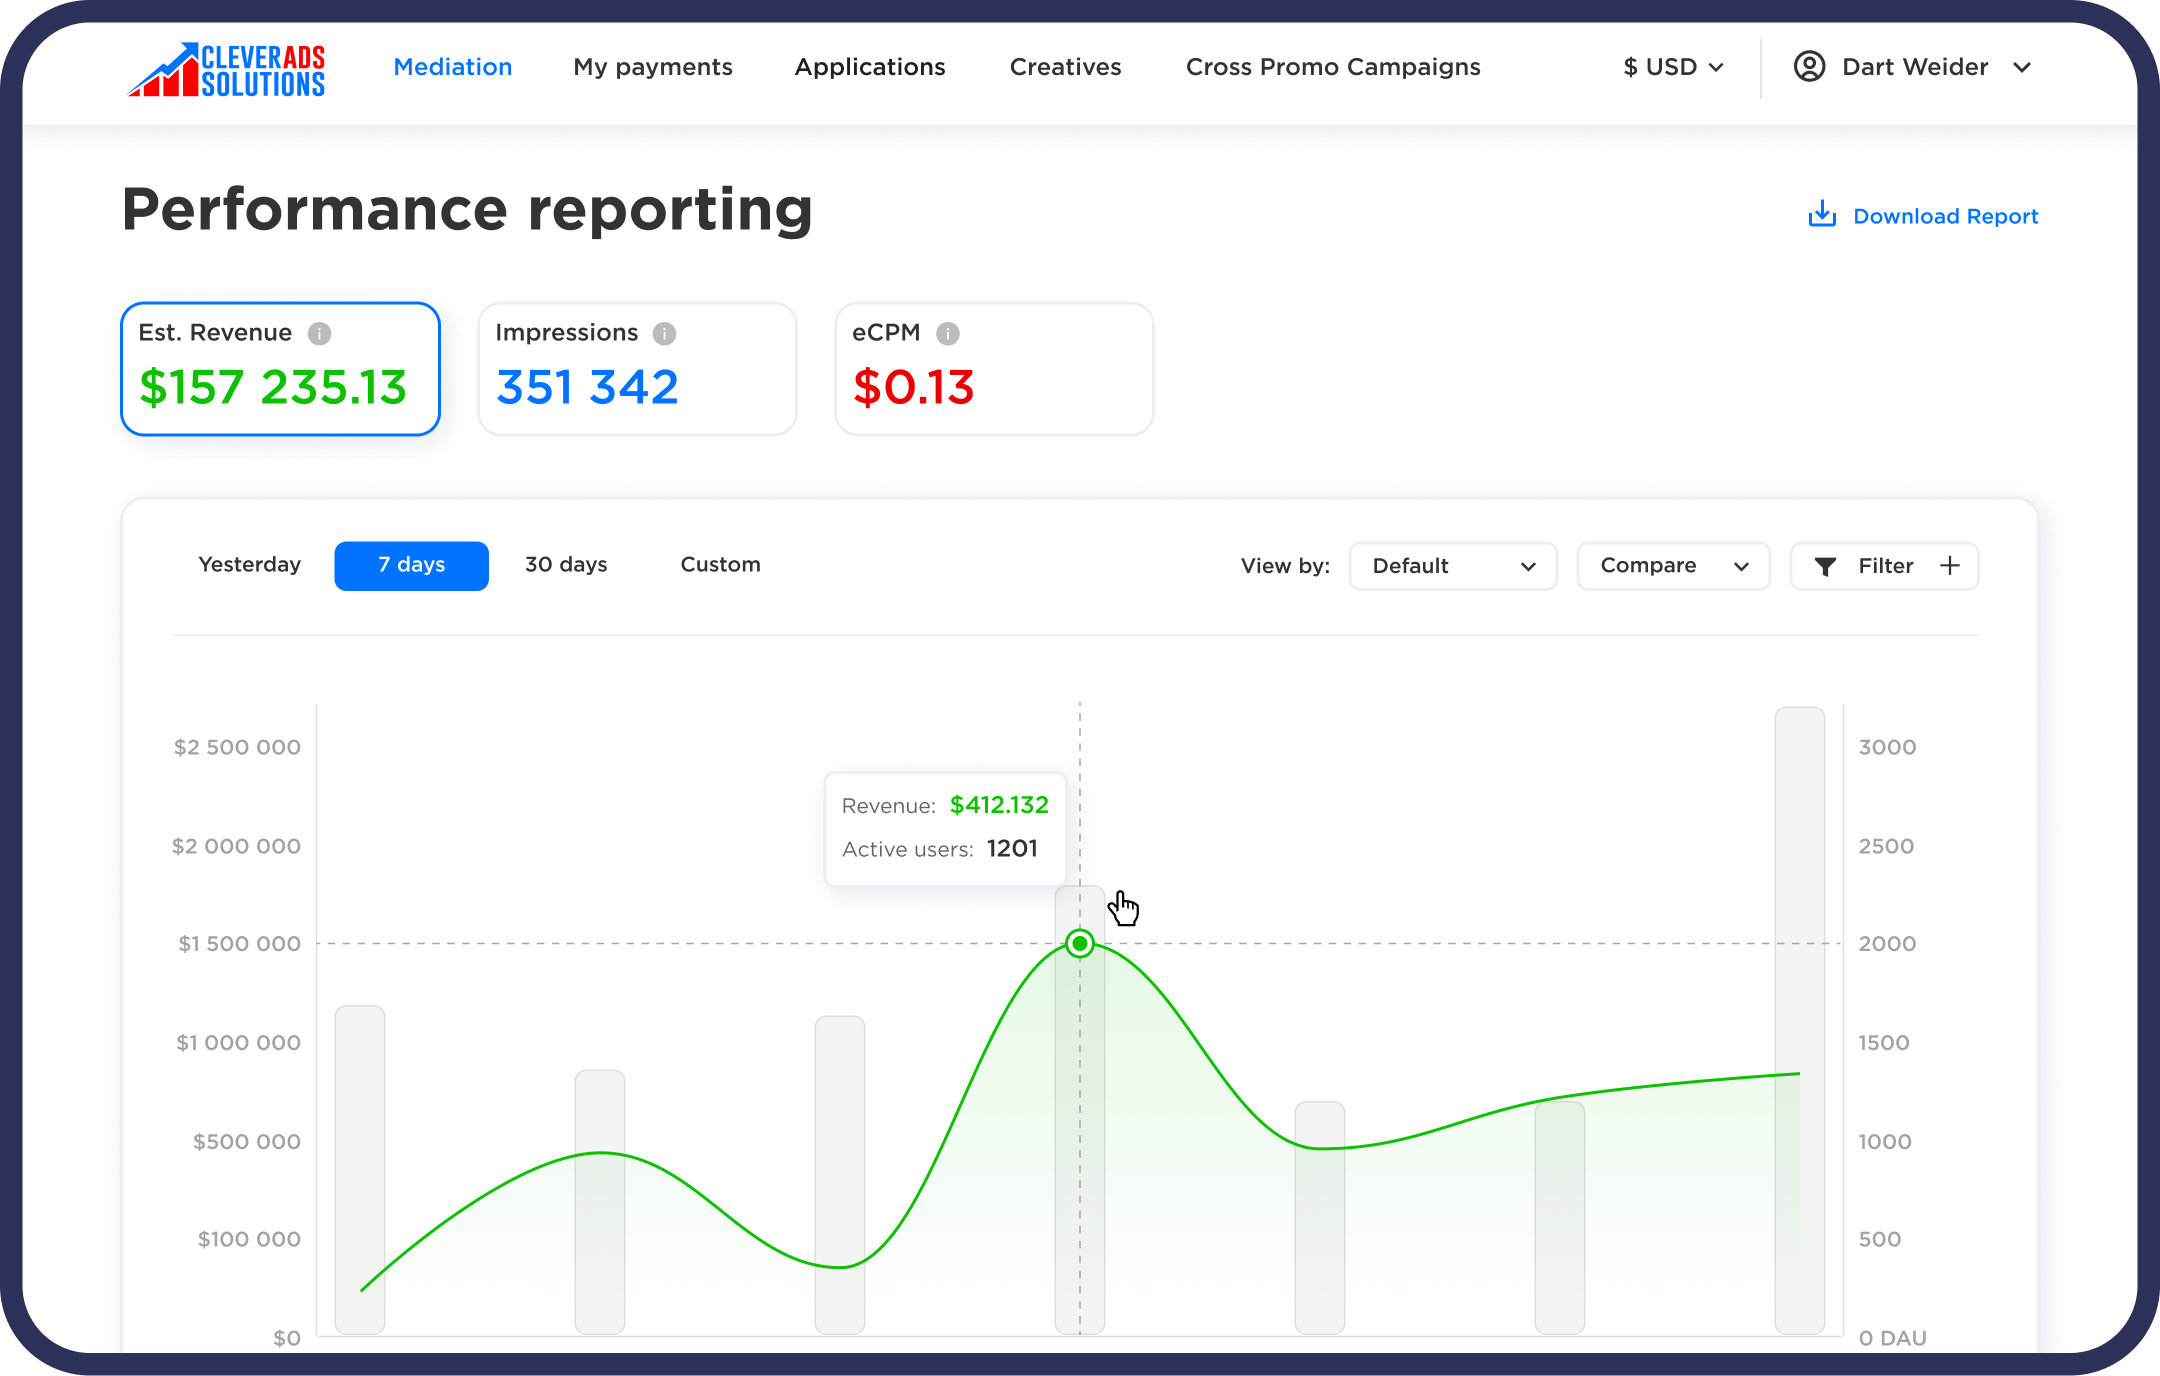 CLEVERADS
SOLUTIONS
Mediation My payments Applications Creatives Cross Promo Campaigns $ USD Dart Weider
Performance reporting
Download Report
Est. Revenue i Impressions i eCPM i
$157 235.13 351 342 $0.13
Yesterday 7 days 30 days Custom View by: Default Compare Filter +
$2 500 000 3000
Revenue: $412.132
$2 000 000 2500
Active users: 1201
$1 500 000 2000
$1 000 000 1500
$500 000 1000
$100 000 500
$0 0 DAU